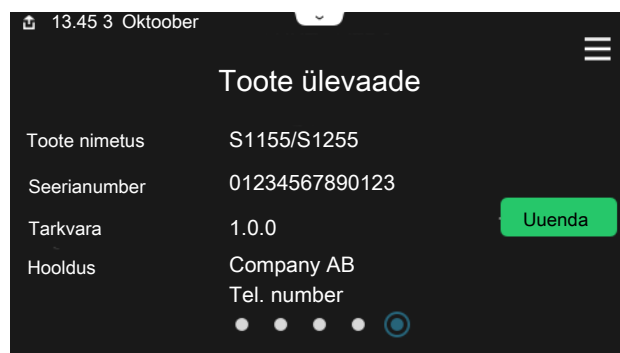 13.45 3 Oktoober
Toote ülevaade
Toote nimetus S1155/S1255
Seerianumber 01234567890123
Tarkvara 1.0.0 Uuenda
Hooldus Company AB
Tel. number